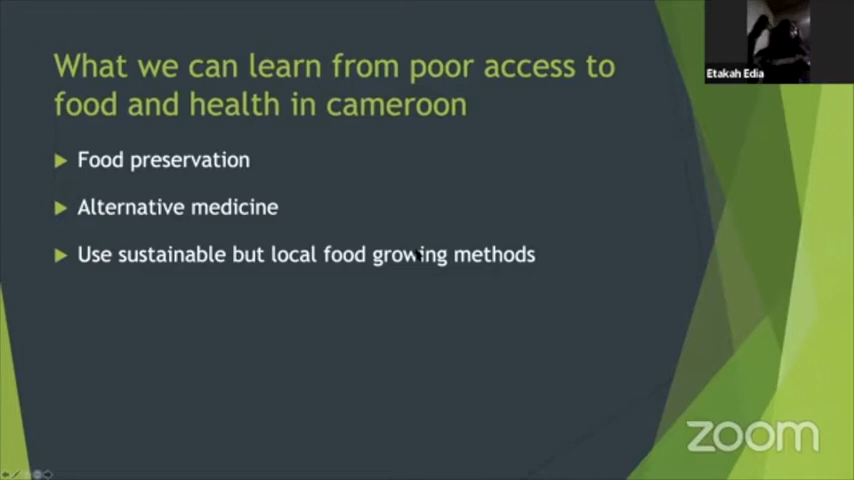 What we can learn from poor access to
food and health in cameroon
Food preservation
Alternative medicine
Use sustainable but local food growing methods
Etakah Edia
zoom